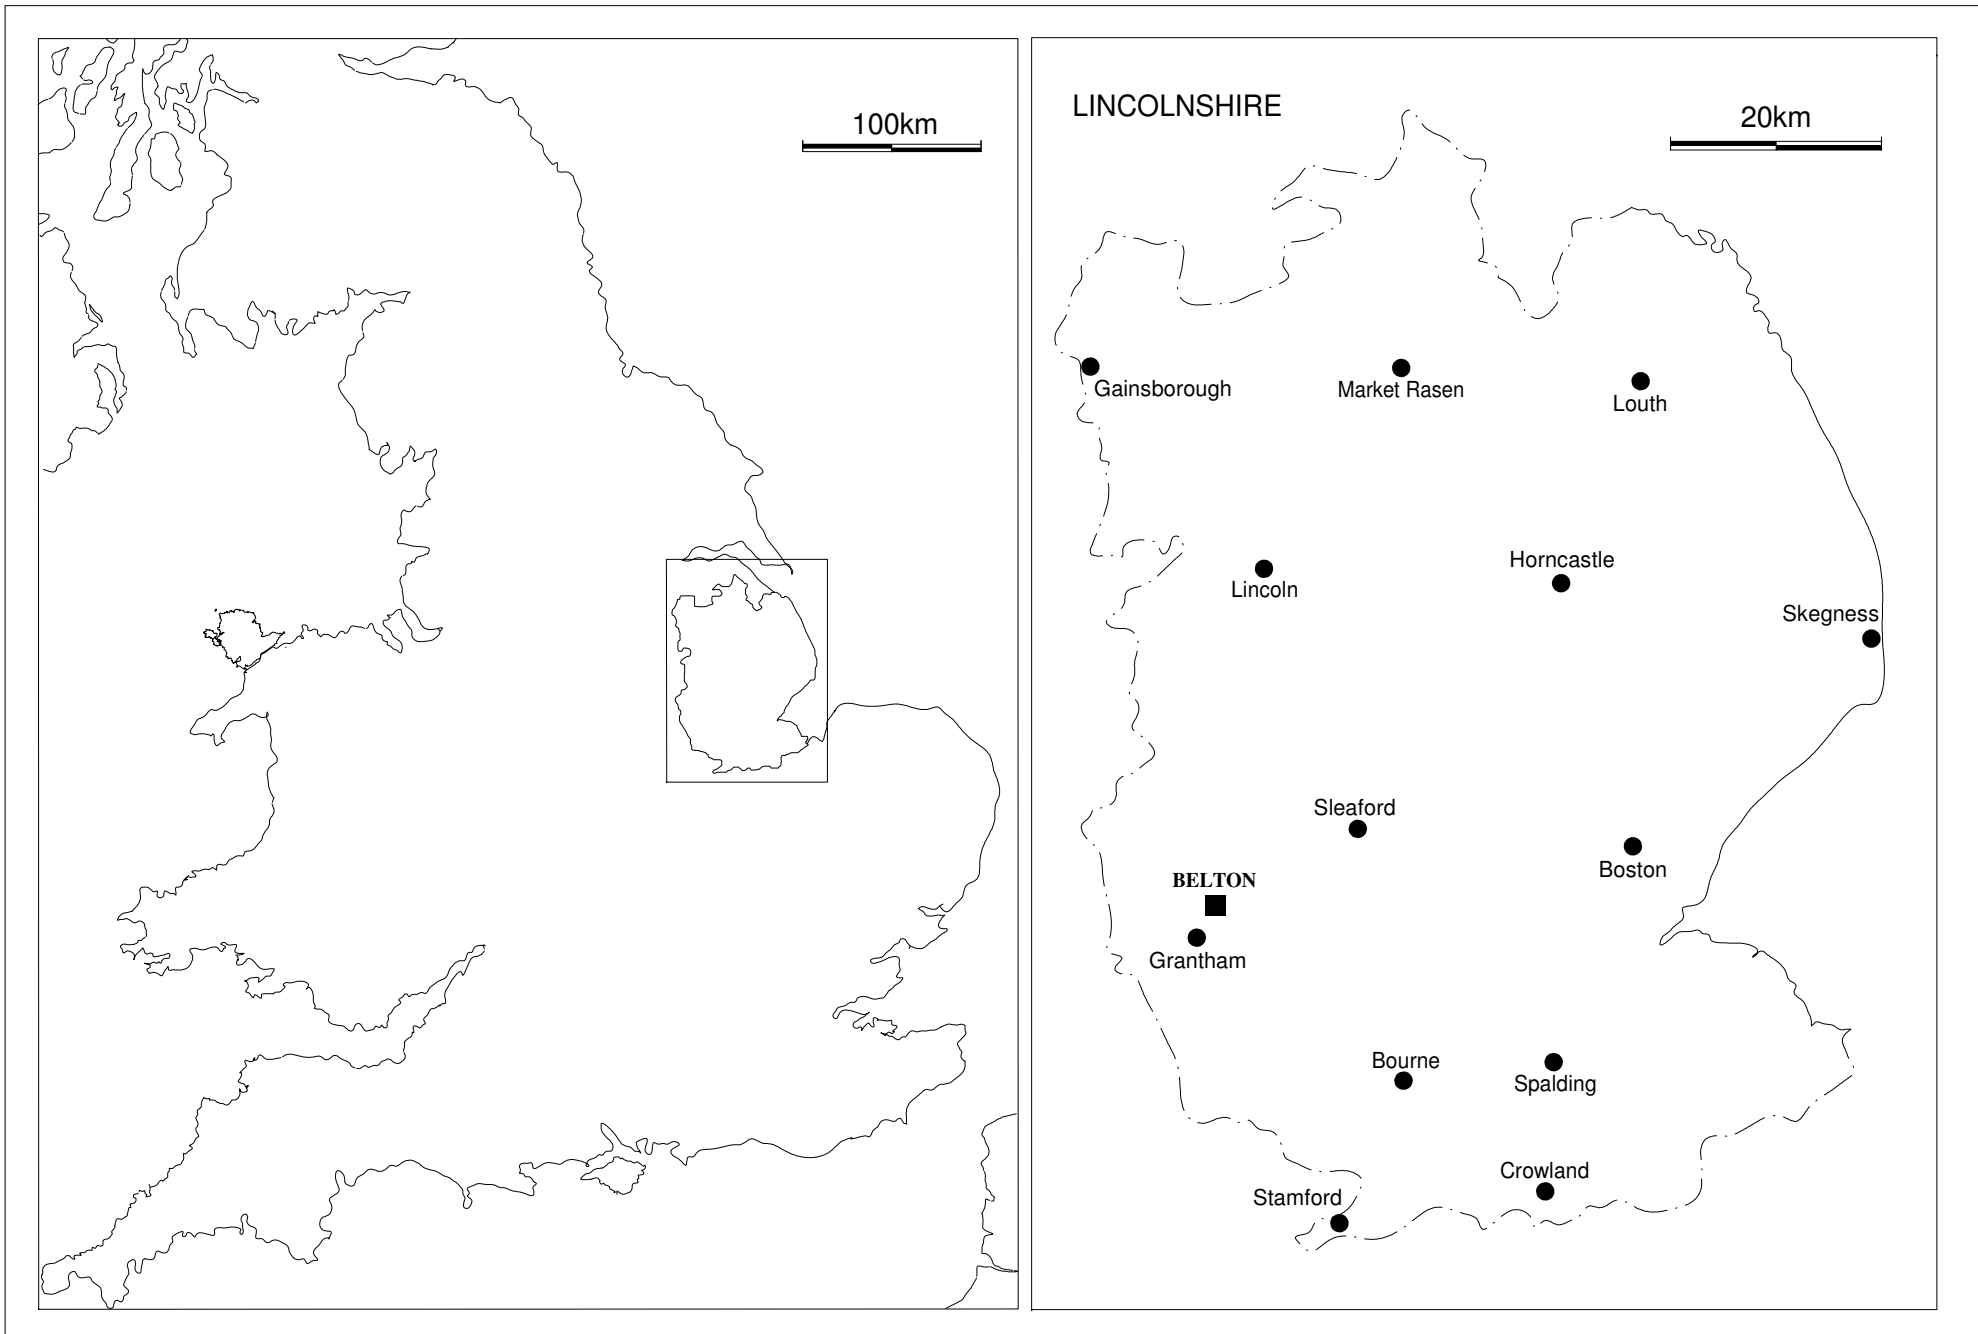 100km
LINCOLNSHIRE
20km
Gainsborough
Market Rasen
Louth
Lincoln
Horncastle
Skegness
Sleaford
Boston
BELTON
Grantham
Bourne
Spalding
Stamford
Crowland